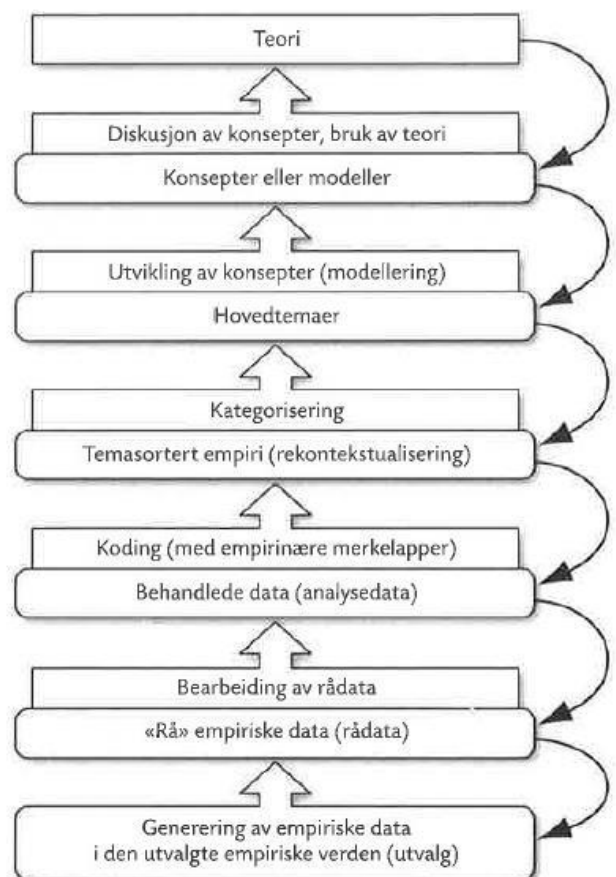 Teori
Diskusjon av konsepter, bruk av teori
Konsepter eller modeller
Utvikling av konsepter (modellering)
Hovedtemaer
Kategorisering
Temasortert empiri (rekontekstualisering)
Koding (med empirinære merkelapper)
Behandlede data (analysedata)
Bearbeiding av rådata
«Rå» empiriske data (rådata)
Generering av empiriske data
i den utvalgte empiriske verden (utvalg)